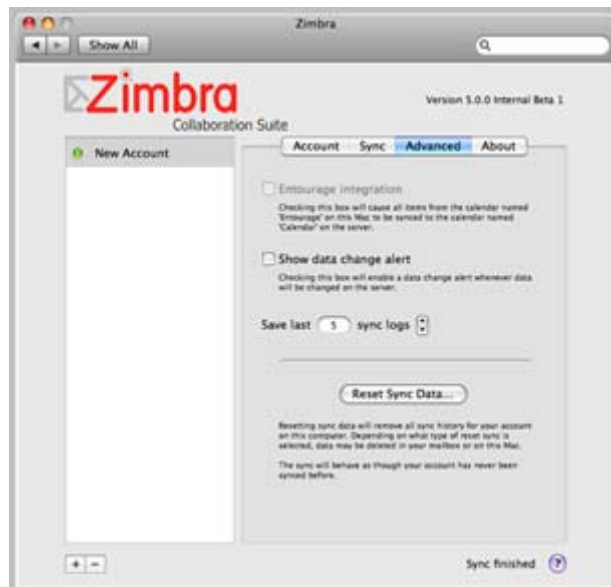 Zimbra
Show All
Zimbra
Collaboration Suite
Version 5.0.0 Internal Beta 1
New Account
Account Sync Advanced About
Entourage integration
Checking this box will cause all items from the calendar named
'Entourage' on this Mac to be synced to the calendar named
'Calendar' on the server.
Show data change alert
Checking this box will enable a data change alert whenever data
will be changed on the server.
Save last 5 sync logs
Reset Sync Data...
Resetting sync data will remove all sync history for your account
on this computer. Depending on what type of reset sync is
selected, data may be deleted in your mailbox or on this Mac.
The sync will behave as though your account has never been
synced before.
+ −
Sync finished ?